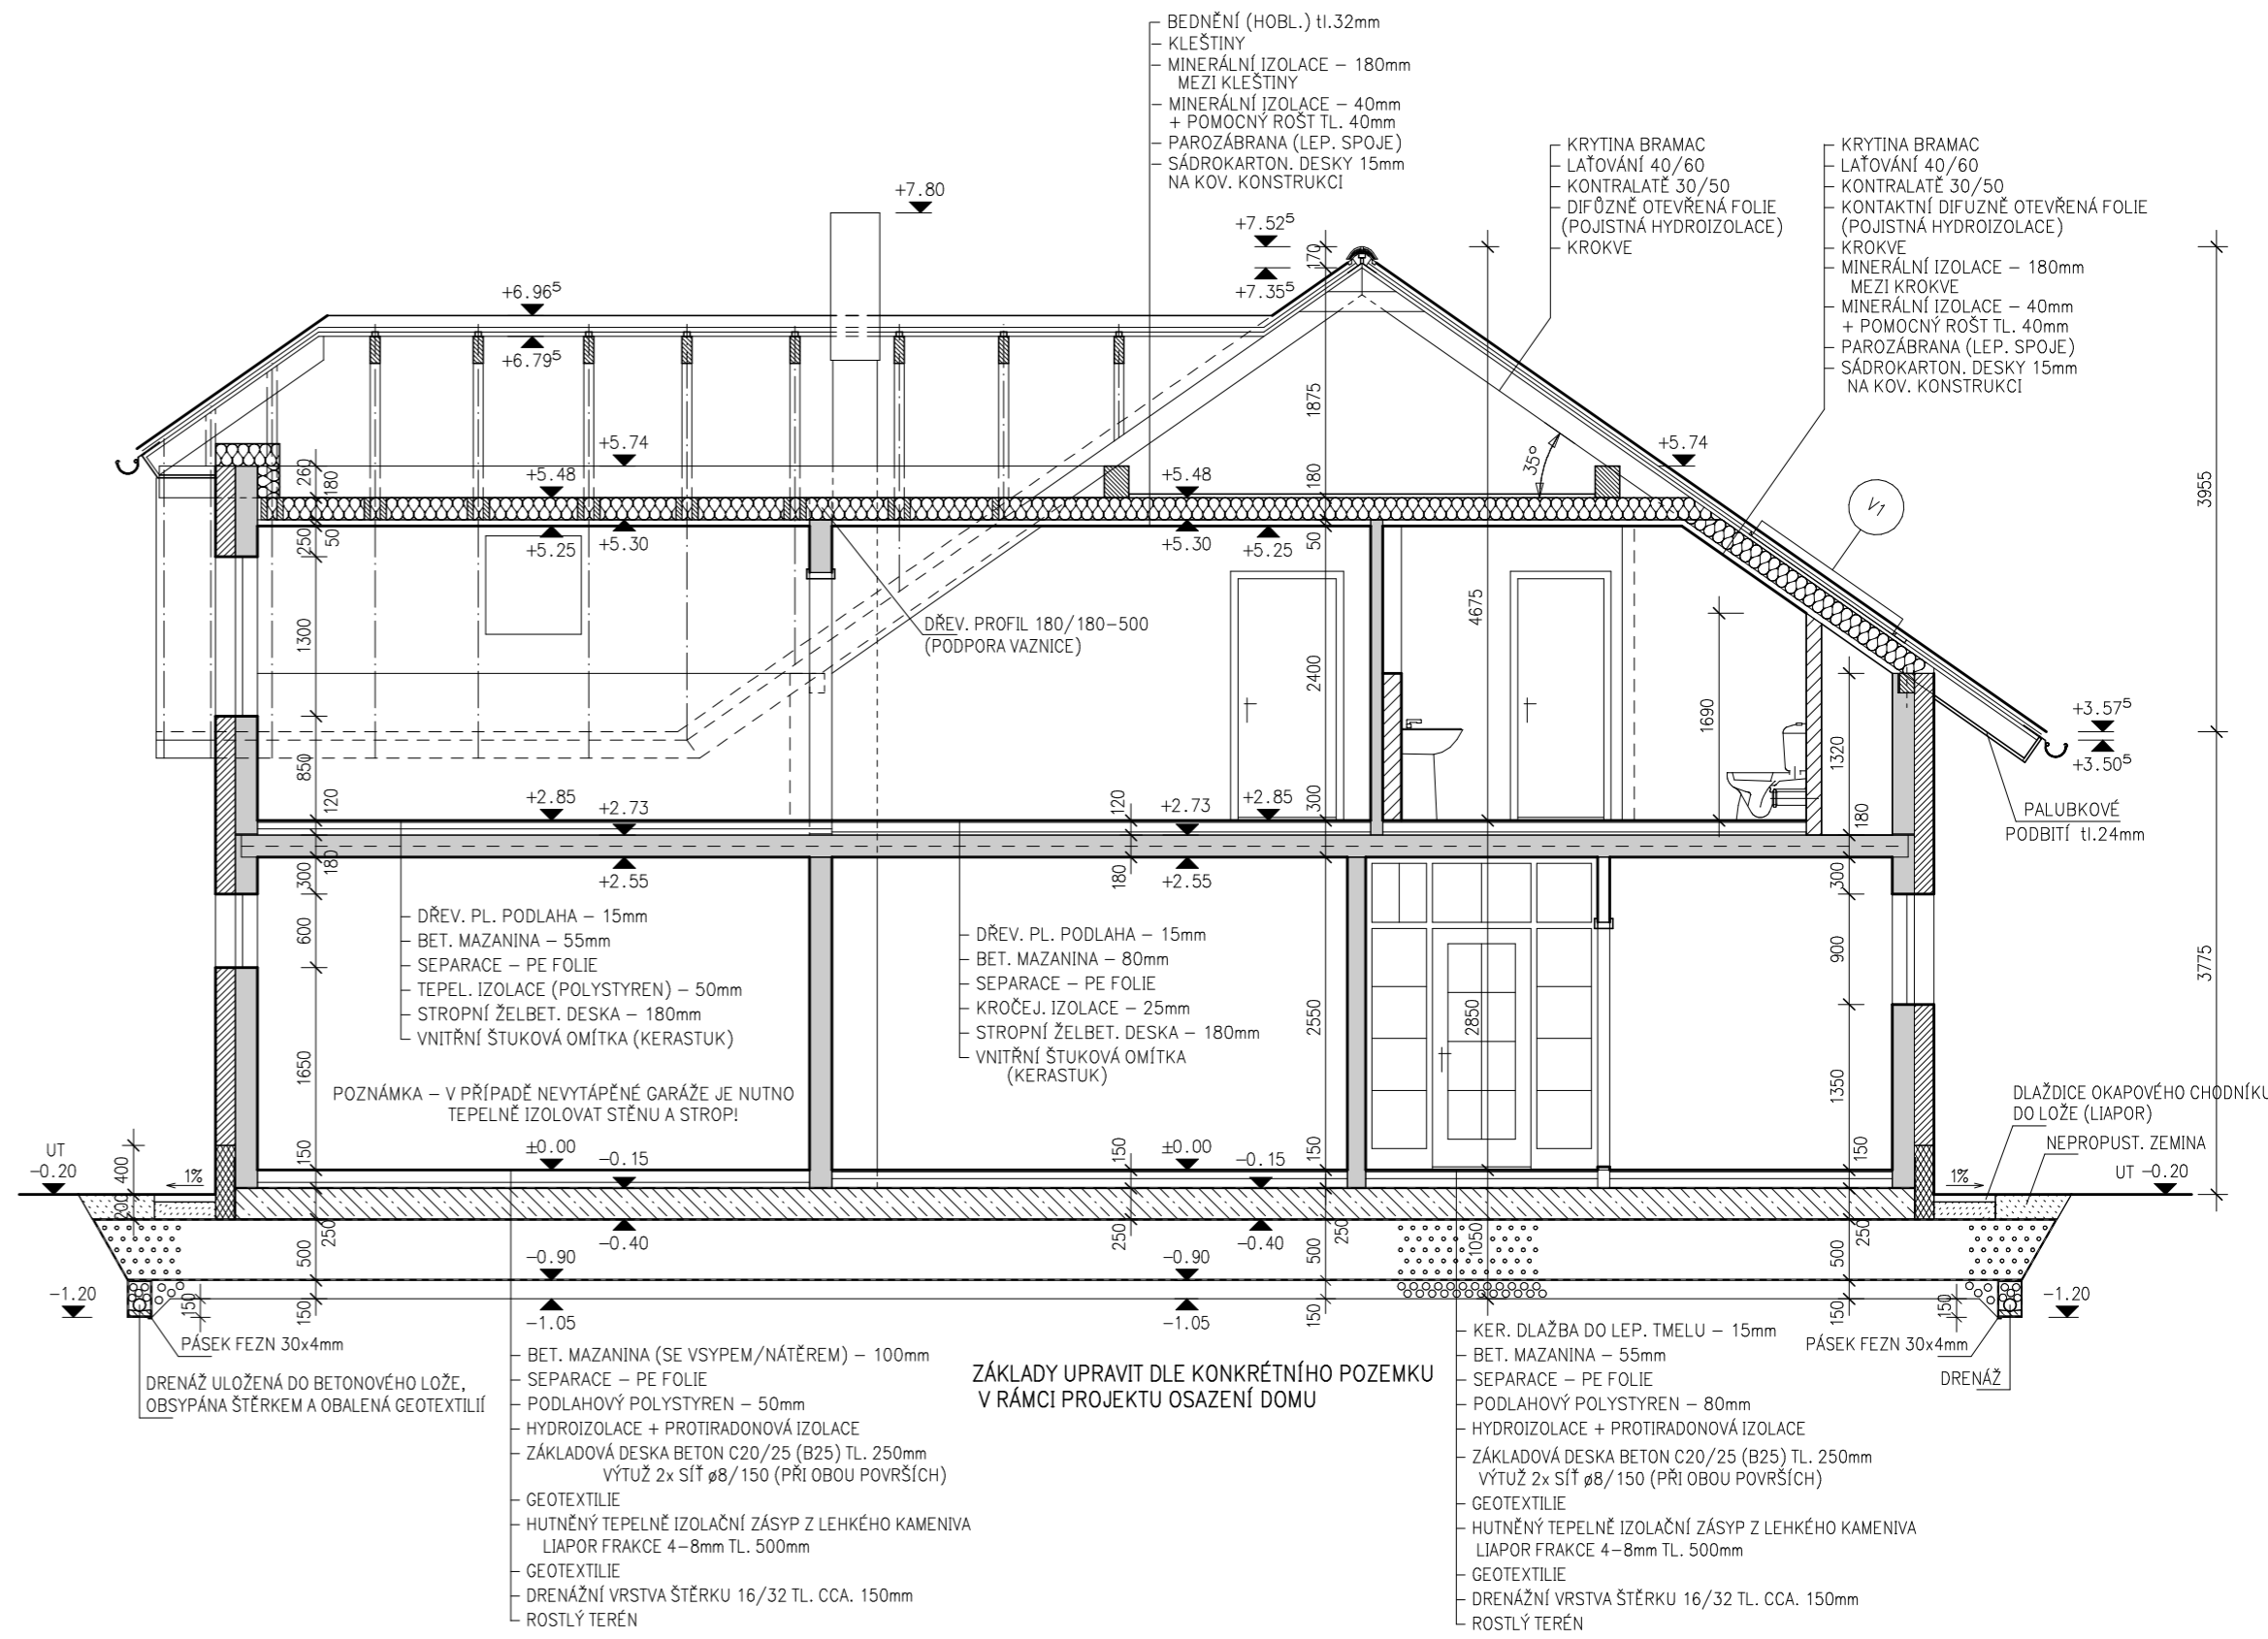 BEDNĚNÍ (HOBL.) tl.32mm
KLEŠTINY
MINERÁLNÍ IZOLACE – 180mm
MEZI KLEŠTINY
MINERÁLNÍ IZOLACE – 40mm
+ POMOCNÝ ROŠT TL. 40mm
PAROZÁBRANA (LEP. SPOJE)
SÁDROKARTON. DESKY 15mm
NA KOV. KONSTRUKCI
KRYTINA BRAMAC
LAŤOVÁNÍ 40/60
KONTRALATĚ 30/50
DIFŮZNĚ OTEVŘENÁ FOLIE
(POJISTNÁ HYDROIZOLACE)
KROKVE
KRYTINA BRAMAC
LAŤOVÁNÍ 40/60
KONTRALATĚ 30/50
KONTAKTNÍ DIFUZNĚ OTEVŘENÁ FOLIE
(POJISTNÁ HYDROIZOLACE)
KROKVE
MINERÁLNÍ IZOLACE – 180mm
MEZI KROKVE
MINERÁLNÍ IZOLACE – 40mm
+ POMOCNÝ ROŠT TL. 40mm
PAROZÁBRANA (LEP. SPOJE)
SÁDROKARTON. DESKY 15mm
NA KOV. KONSTRUKCI
+7.80
+7.52⁵
170
+7.35⁵
+6.96⁵
+6.79⁵
1875
35°
+5.74
+5.74
260
180
+5.48
+5.48
180
3955
V1
250
50
+5.25
+5.30
+5.30
+5.25
50
1300
DŘEV. PROFIL 180/180–500
(PODPORA VAZNICE)
4675
2400
1690
1320
+3.57⁵
+3.50⁵
850
120
+2.85
+2.73
120
+2.73
+2.85
300
180
PALUBKOVÉ
PODBITÍ tl.24mm
300
180
+2.55
180
+2.55
300
600
900
3775
DŘEV. PL. PODLAHA – 15mm
BET. MAZANINA – 55mm
SEPARACE – PE FOLIE
TEPEL. IZOLACE (POLYSTYREN) – 50mm
STROPNÍ ŽELBET. DESKA – 180mm
VNITŘNÍ ŠTUKOVÁ OMÍTKA (KERASTUK)
DŘEV. PL. PODLAHA – 15mm
BET. MAZANINA – 80mm
SEPARACE – PE FOLIE
KROČEJ. IZOLACE – 25mm
STROPNÍ ŽELBET. DESKA – 180mm
VNITŘNÍ ŠTUKOVÁ OMÍTKA
(KERASTUK)
2550
2850
1650
1350
POZNÁMKA – V PŘÍPADĚ NEVYTÁPĚNÉ GARÁŽE JE NUTNO
TEPELNĚ IZOLOVAT STĚNU A STROP!
DLAŽDICE OKAPOVÉHO CHODNÍKU
DO LOŽE (LIAPOR)
NEPROPUST. ZEMINA
UT
–0.20
400
1%
150
±0.00
–0.15
150
±0.00
–0.15
150
150
1%
UT –0.20
200
250
–0.40
250
–0.40
250
250
500
–0.90
–0.90
500
1050
500
–1.20
150
150
–1.05
–1.05
150
150
150
–1.20
PÁSEK FEZN 30x4mm
DRENÁŽ ULOŽENÁ DO BETONOVÉHO LOŽE,
OBSYPÁNA ŠTĚRKEM A OBALENÁ GEOTEXTILIÍ
BET. MAZANINA (SE VSYPEM/NÁTĚREM) – 100mm
SEPARACE – PE FOLIE
PODLAHOVÝ POLYSTYREN – 50mm
HYDROIZOLACE + PROTIRADONOVÁ IZOLACE
ZÁKLADOVÁ DESKA BETON C20/25 (B25) TL. 250mm
VÝTUŽ 2x SÍŤ ø8/150 (PŘI OBOU POVRŠÍCH)
GEOTEXTILIE
HUTNĚNÝ TEPELNĚ IZOLAČNÍ ZÁSYP Z LEHKÉHO KAMENIVA
LIAPOR FRAKCE 4–8mm TL. 500mm
GEOTEXTILIE
DRENÁŽNÍ VRSTVA ŠTĚRKU 16/32 TL. CCA. 150mm
ROSTLÝ TERÉN
ZÁKLADY UPRAVIT DLE KONKRÉTNÍHO POZEMKU
V RÁMCI PROJEKTU OSAZENÍ DOMU
KER. DLAŽBA DO LEP. TMELU – 15mm
BET. MAZANINA – 55mm
SEPARACE – PE FOLIE
PODLAHOVÝ POLYSTYREN – 80mm
HYDROIZOLACE + PROTIRADONOVÁ IZOLACE
ZÁKLADOVÁ DESKA BETON C20/25 (B25) TL. 250mm
VÝTUŽ 2x SÍŤ ø8/150 (PŘI OBOU POVRŠÍCH)
GEOTEXTILIE
HUTNĚNÝ TEPELNĚ IZOLAČNÍ ZÁSYP Z LEHKÉHO KAMENIVA
LIAPOR FRAKCE 4–8mm TL. 500mm
GEOTEXTILIE
DRENÁŽNÍ VRSTVA ŠTĚRKU 16/32 TL. CCA. 150mm
ROSTLÝ TERÉN
PÁSEK FEZN 30x4mm
DRENÁŽ